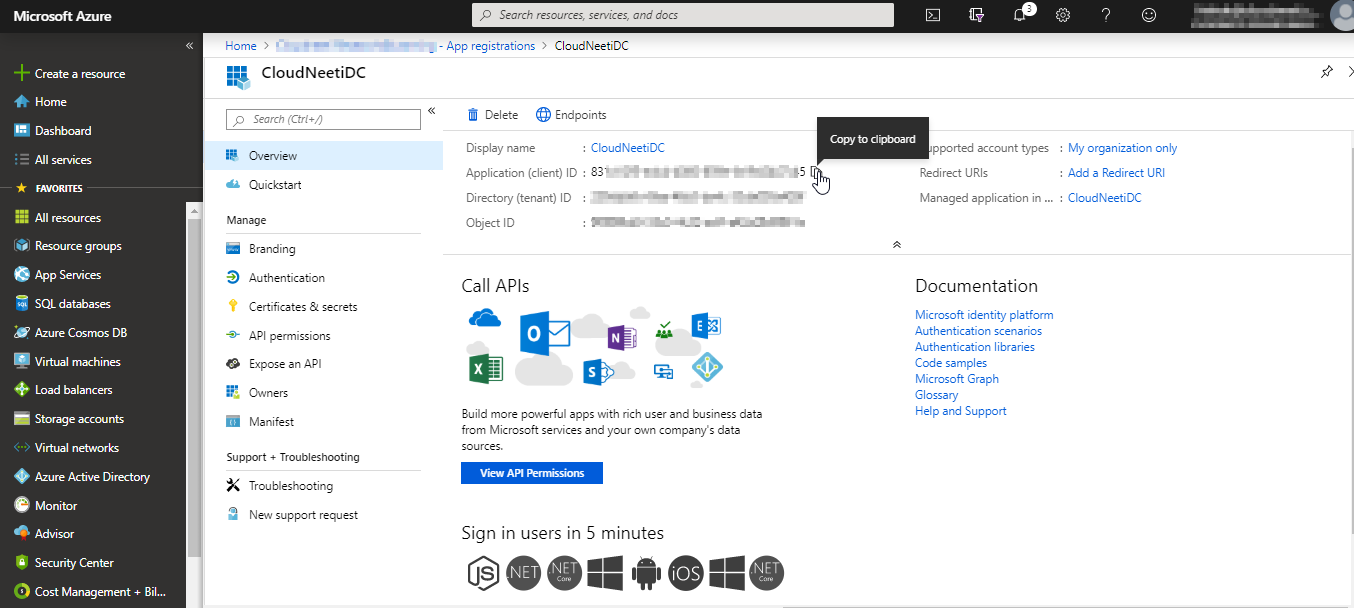 Microsoft Azure
Search resources, services, and docs
3
Create a resource
Home
Dashboard
All services
FAVORITES
All resources
Resource groups
App Services
SQL databases
Azure Cosmos DB
Virtual machines
Load balancers
Storage accounts
Virtual networks
Azure Active Directory
Monitor
Advisor
Security Center
Cost Management + Bil...
Home > - App registrations > CloudNeetiDC
CloudNeetiDC
Search (Ctrl+/)
Overview
Quickstart
Manage
Branding
Authentication
Certificates & secrets
API permissions
Expose an API
Owners
Manifest
Support + Troubleshooting
Troubleshooting
New support request
Delete
Endpoints
Copy to clipboard
Display name : CloudNeetiDC
Application (client) ID : 831 5
Directory (tenant) ID :
Object ID :
upported account types : My organization only
Redirect URIs : Add a Redirect URI
Managed application in ... : CloudNeetiDC
Call APIs
Build more powerful apps with rich user and business data
from Microsoft services and your own company's data
sources.
View API Permissions
Sign in users in 5 minutes
JS .NET .NET Core iOS .NET Core
Documentation
Microsoft identity platform
Authentication scenarios
Authentication libraries
Code samples
Microsoft Graph
Glossary
Help and Support